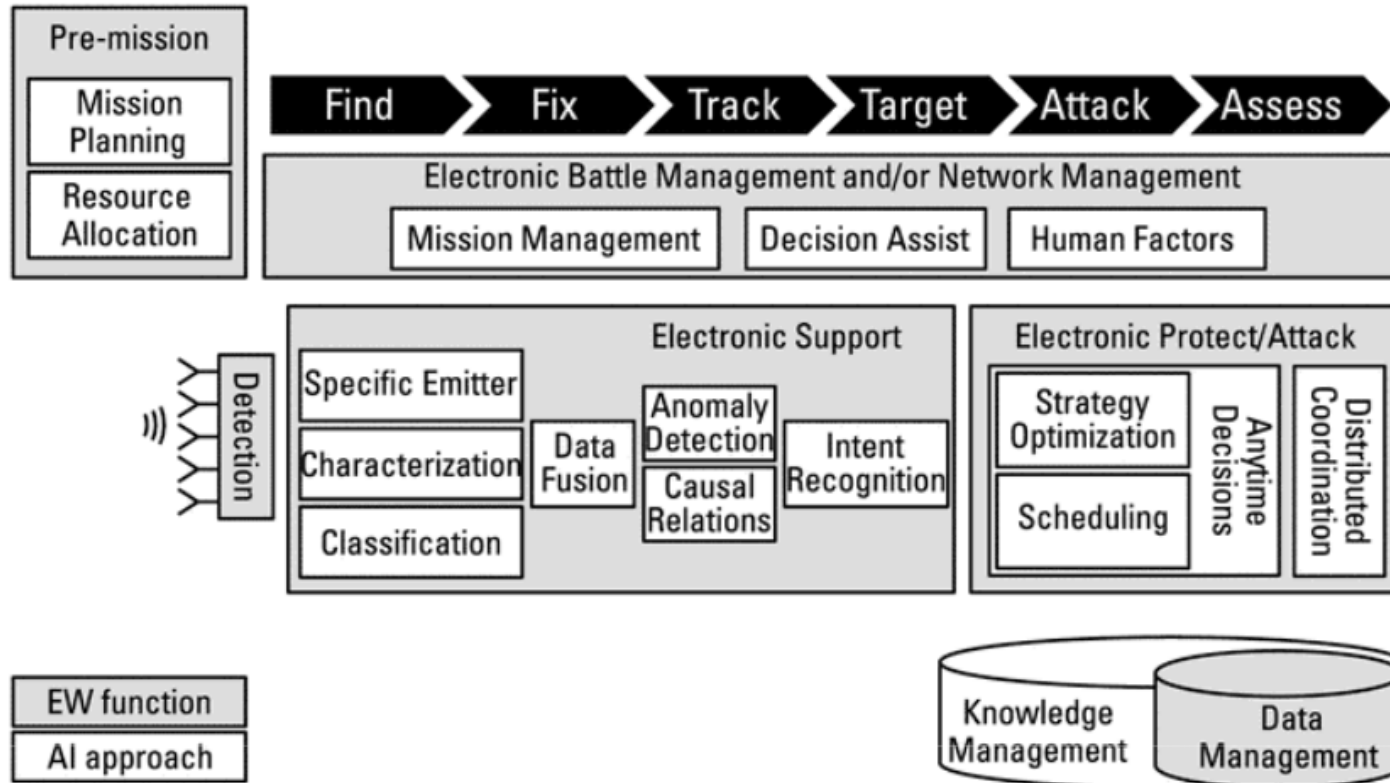 Pre-mission
Mission
Planning
Resource
Allocation
Find
Fix
Track
Target
Attack
Assess
Electronic Battle Management and/or Network Management
Mission Management
Decision Assist
Human Factors
Detection
Electronic Support
Specific Emitter
Characterization
Classification
Data
Fusion
Anomaly
Detection
Causal
Relations
Intent
Recognition
Electronic Protect/Attack
Strategy
Optimization
Scheduling
Anytime
Decisions
Distributed
Coordination
EW function
AI approach
Knowledge
Management
Data
Management